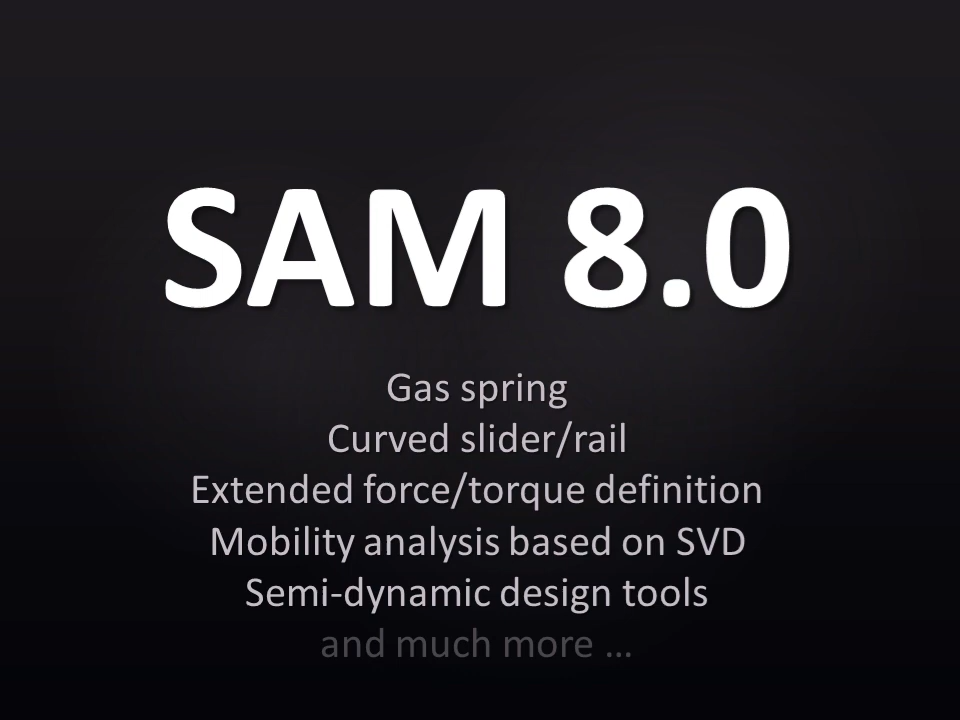 SAM 8.0
Gas spring
Curved slider/rail
Extended force/torque definition
Mobility analysis based on SVD
Semi-dynamic design tools
and much more …